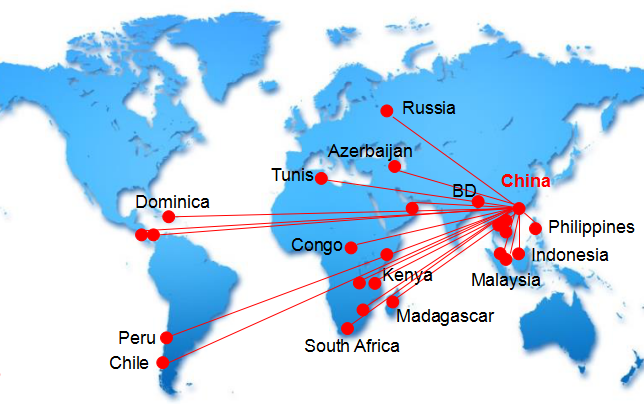 Russia
Azerbaijan
Tunis
China
BD
Dominica
Philippines
Congo
Indonesia
Kenya
Malaysia
Madagascar
Peru
South Africa
Chile